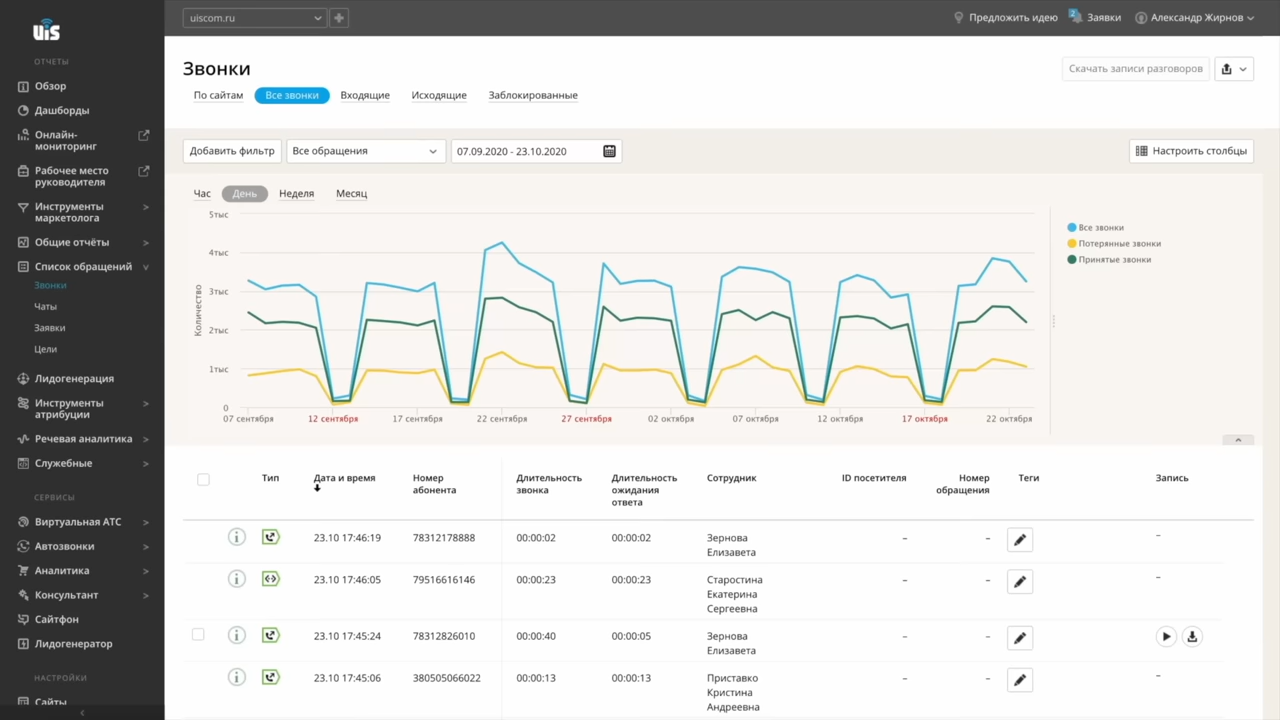 uiscom.ru
Предложить идею
2
Заявки
Александр Жирнов
UiS
ОТЧЕТЫ
Обзор
Дашборды
Онлайн-
мониторинг
Рабочее место
руководителя
Инструменты
маркетолога
Общие отчёты
Список обращений
Звонки
Чаты
Заявки
Цели
Лидогенерация
Инструменты
атрибуции
Речевая аналитика
Служебные
СЕРВИСЫ
Виртуальная АТС
Автозвонки
Аналитика
Консультант
Сайтфон
Лидогенератор
НАСТРОЙКИ
Сайты
Звонки
Скачать записи разговоров
По сайтам Все звонки Входящие Исходящие Заблокированные
Добавить фильтр Все обращения 07.09.2020 - 23.10.2020 Настроить столбцы
Час День Неделя Месяц
5тыс
4тыс
3тыс
2тыс
1тыс
0
Количество
07 сентября 12 сентября 17 сентября 22 сентября 27 сентября 02 октября 07 октября 12 октября 17 октября 22 октября
Все звонки
Потерянные звонки
Принятые звонки
Тип
Дата и время
Номер
абонента
Длительность
звонка
Длительность
ожидания
ответа
Сотрудник
ID посетителя
Номер
обращения
Теги
Запись
23.10 17:46:19 78312178888 00:00:02 00:00:02 Зернова – – –
Елизавета
23.10 17:46:05 79516616146 00:00:23 00:00:23 Старостина – – –
Екатерина
Сергеевна
23.10 17:45:24 78312826010 00:00:40 00:00:05 Зернова – –
Елизавета
23.10 17:45:06 380505066022 00:00:13 00:00:13 Приставко – – –
Кристина
Андреевна